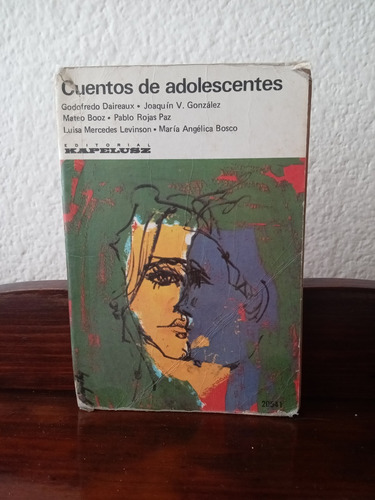 Cuentos de adolescentes
Godofredo Daireaux • Joaquín V. González
Mateo Booz • Pablo Rojas Paz
Luisa Mercedes Levinson • María Angélica Bosco
EDITORIAL
KAPELUSZ
20541